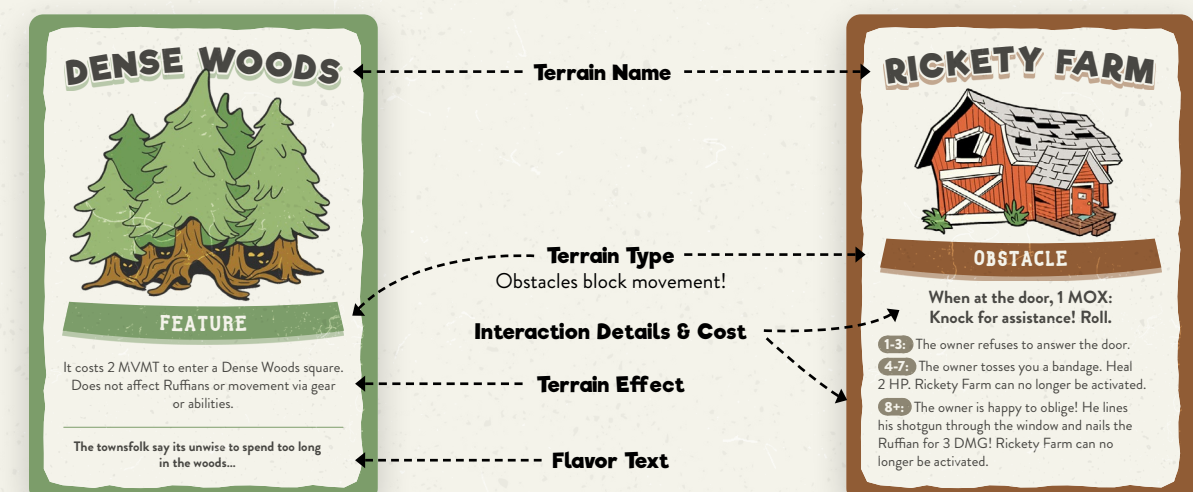 DENSE WOODS
FEATURE
It costs 2 MVMT to enter a Dense Woods square.
Does not affect Ruffians or movement via gear
or abilities.
The townsfolk say its unwise to spend too long
in the woods...
Terrain Name
Terrain Type
Obstacles block movement!
Interaction Details & Cost
Terrain Effect
Flavor Text
RICKETY FARM
OBSTACLE
When at the door, 1 MOX:
Knock for assistance! Roll.
1-3: The owner refuses to answer the door.
4-7: The owner tosses you a bandage. Heal
2 HP. Rickety Farm can no longer be activated.
8+: The owner is happy to oblige! He lines
his shotgun through the window and nails the
Ruffian for 3 DMG! Rickety Farm can no
longer be activated.